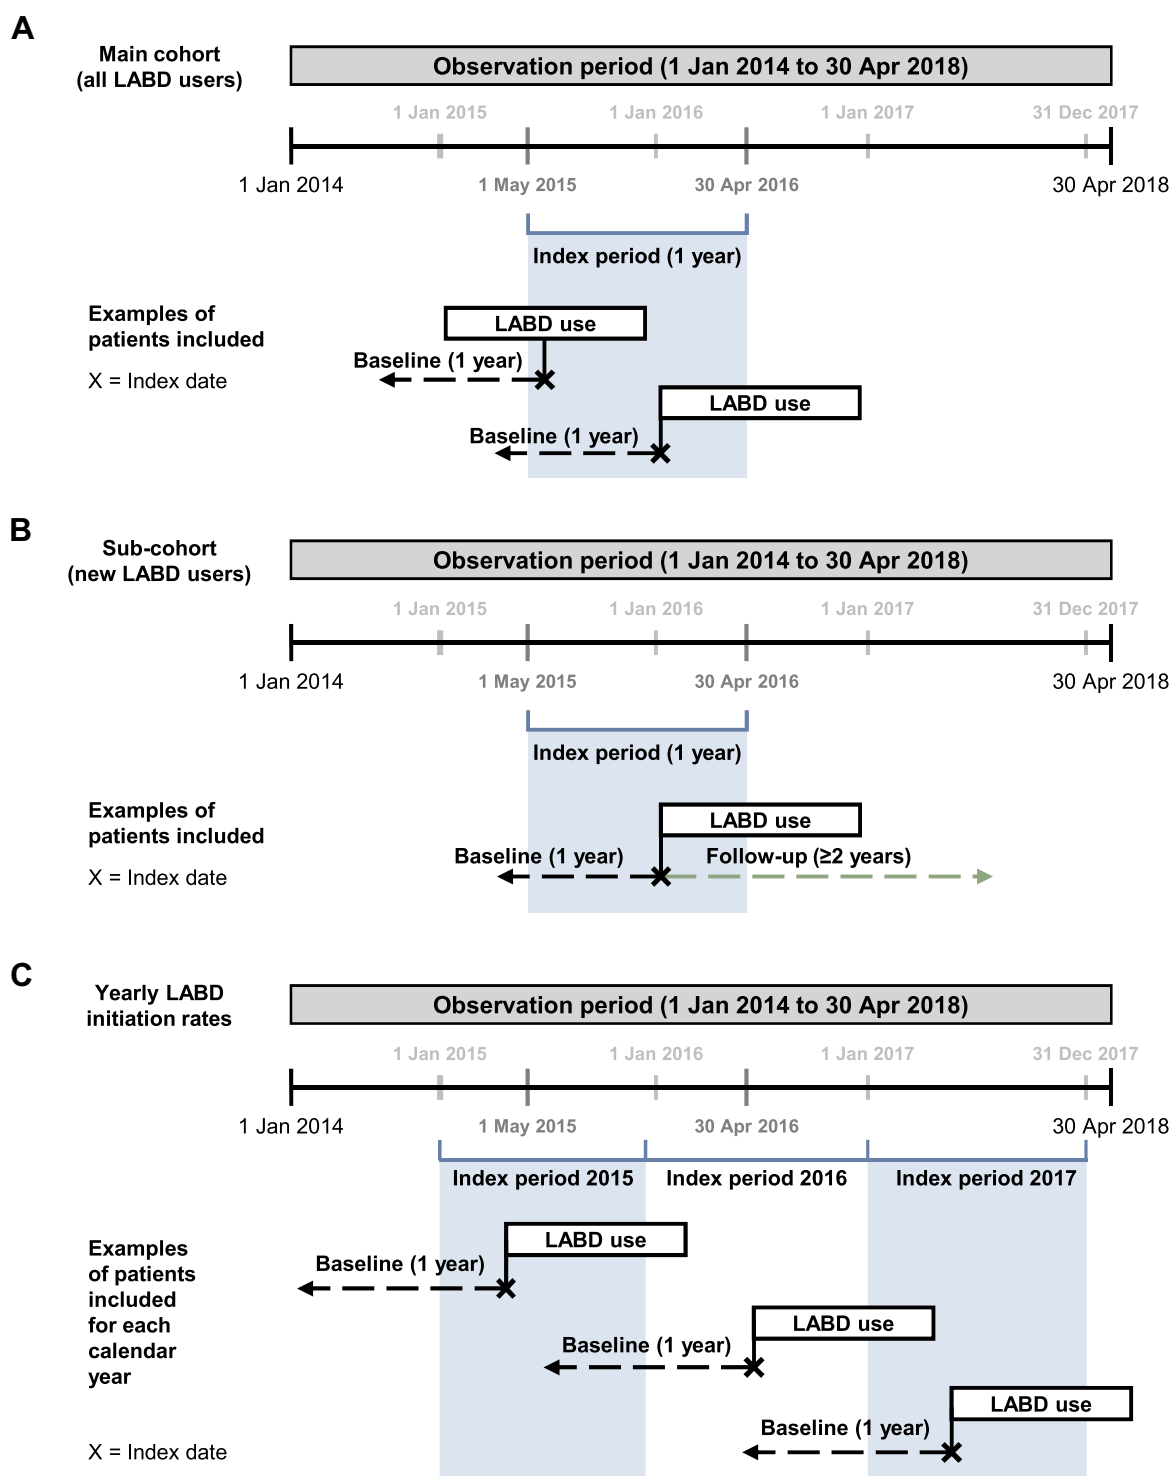 A
Main cohort
(all LABD users)
Observation period (1 Jan 2014 to 30 Apr 2018)
1 Jan 2015
1 Jan 2016
1 Jan 2017
31 Dec 2017
1 Jan 2014
1 May 2015
30 Apr 2016
30 Apr 2018
Index period (1 year)
Examples of
patients included
X = Index date
LABD use
Baseline (1 year)
LABD use
Baseline (1 year)
B
Sub-cohort
(new LABD users)
Observation period (1 Jan 2014 to 30 Apr 2018)
1 Jan 2015
1 Jan 2016
1 Jan 2017
31 Dec 2017
1 Jan 2014
1 May 2015
30 Apr 2016
30 Apr 2018
Index period (1 year)
Examples of
patients included
X = Index date
LABD use
Baseline (1 year)
Follow-up (≥2 years)
C
Yearly LABD
initiation rates
Observation period (1 Jan 2014 to 30 Apr 2018)
1 Jan 2015
1 Jan 2016
1 Jan 2017
31 Dec 2017
1 Jan 2014
1 May 2015
30 Apr 2016
30 Apr 2018
Index period 2015
Index period 2016
Index period 2017
Examples
of patients
included
for each
calendar
year
X = Index date
LABD use
Baseline (1 year)
LABD use
Baseline (1 year)
LABD use
Baseline (1 year)